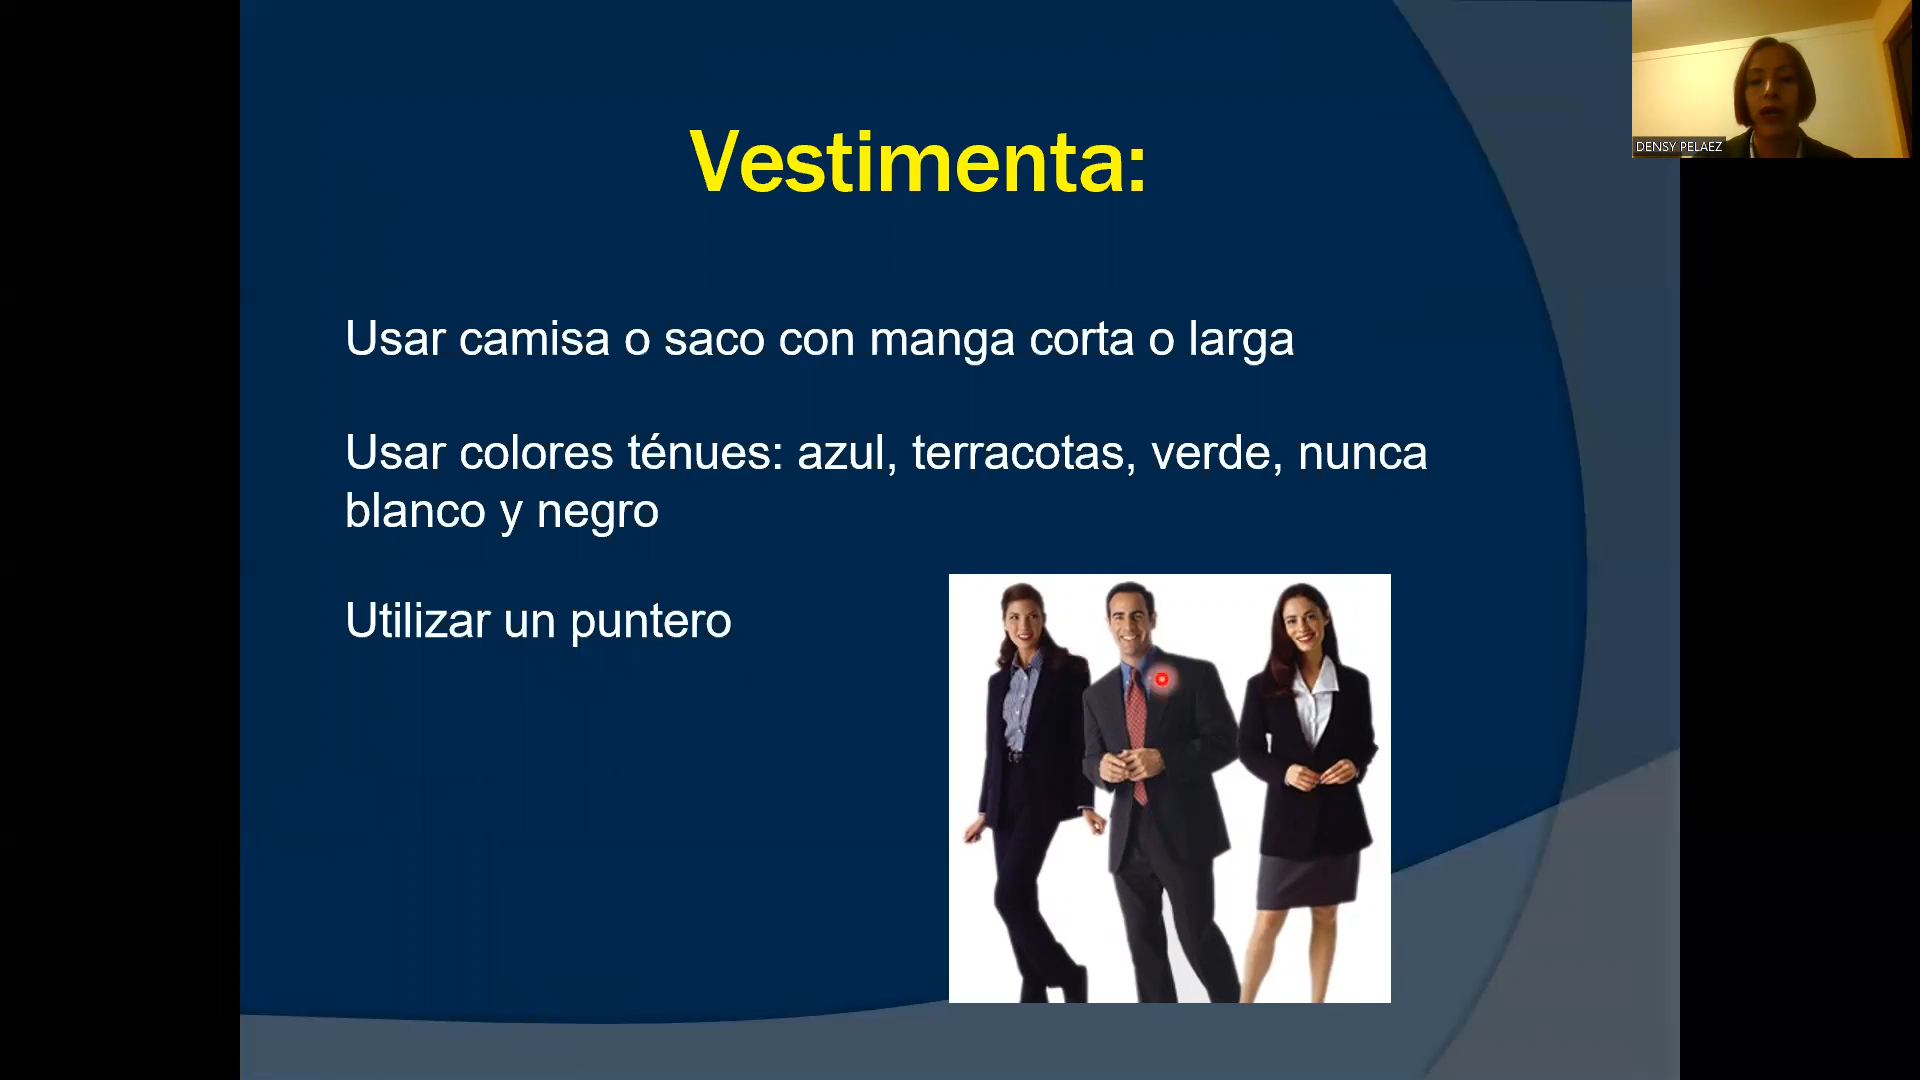 Vestimenta:
DENSY PELAEZ
Usar camisa o saco con manga corta o larga
Usar colores ténues: azul, terracotas, verde, nunca
blanco y negro
Utilizar un puntero